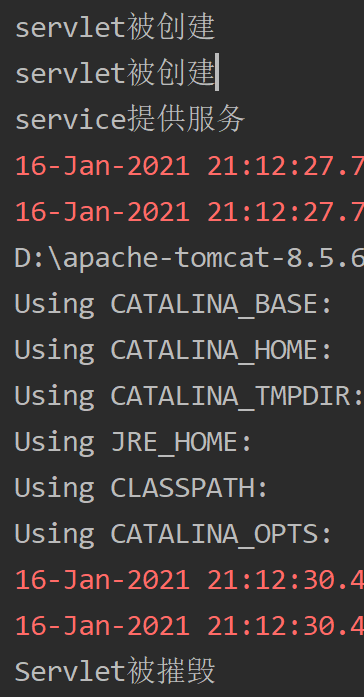 servlet被创建
servlet被创建
service提供服务
16-Jan-2021 21:12:27.7
16-Jan-2021 21:12:27.7
D:\apache-tomcat-8.5.6
Using CATALINA_BASE:
Using CATALINA_HOME:
Using CATALINA_TMPDIR:
Using JRE_HOME:
Using CLASSPATH:
Using CATALINA_OPTS:
16-Jan-2021 21:12:30.4
16-Jan-2021 21:12:30.4
Servlet被摧毁